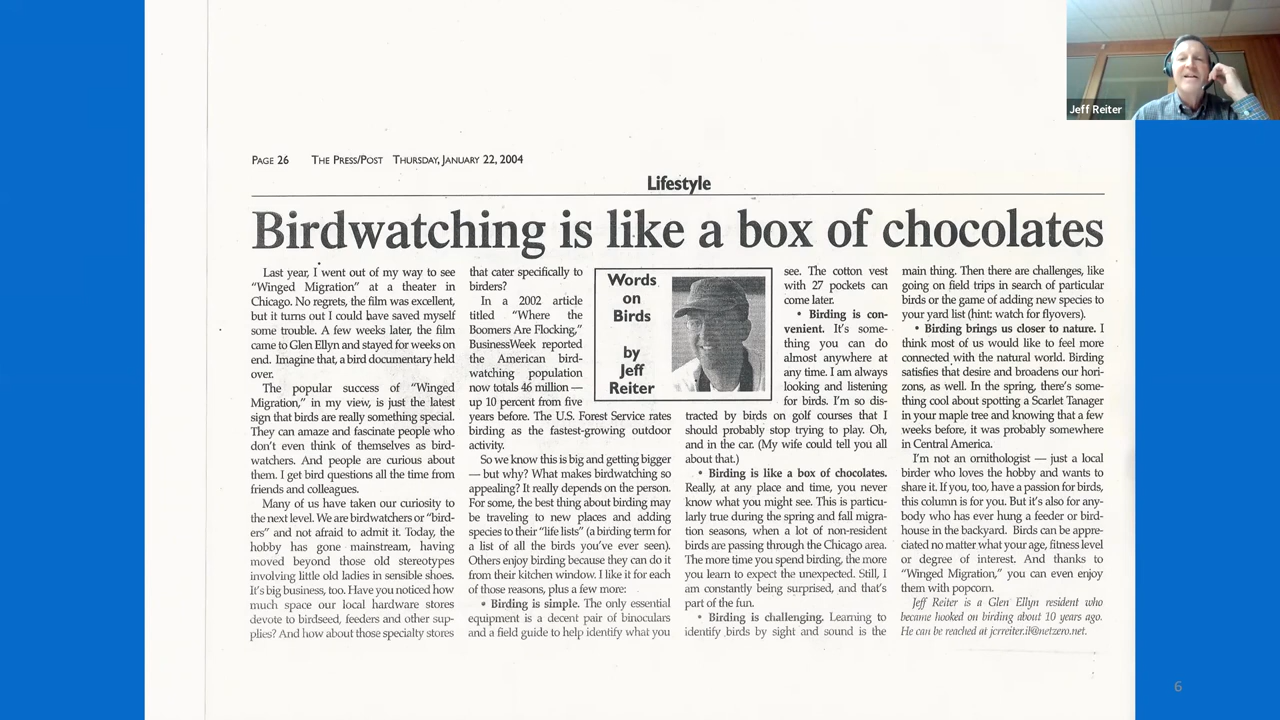 Jeff Reiter
PAGE 26 THE PRESS/POST THURSDAY, JANUARY 22, 2004
Lifestyle
Birdwatching is like a box of chocolates
Last year, I went out of my way to see
“Winged Migration” at a theater in
Chicago. No regrets, the film was excellent,
but it turns out I could have saved myself
some trouble. A few weeks later, the film
came to Glen Ellyn and stayed for weeks on
end. Imagine that, a bird documentary held
over.
The popular success of “Winged
Migration,” in my view, is just the latest
sign that birds are really something special.
They can amaze and fascinate people who
don’t even think of themselves as bird-
watchers. And people are curious about
them. I get bird questions all the time from
friends and colleagues.
Many of us have taken our curiosity to
the next level. We are birdwatchers or “bird-
ers” and not afraid to admit it. Today, the
hobby has gone mainstream, having
moved beyond those old stereotypes
involving little old ladies in sensible shoes.
It’s big business, too. Have you noticed how
much space our local hardware stores
devote to birdseed, feeders and other sup-
plies? And how about those specialty stores
that cater specifically to
birders?
In a 2002 article
titled “Where the
Boomers Are Flocking,”
BusinessWeek reported
the American bird-
watching population
now totals 46 million —
up 10 percent from five
years before. The U.S. Forest Service rates
birding as the fastest-growing outdoor
activity.
So we know this is big and getting bigger
— but why? What makes birdwatching so
appealing? It really depends on the person.
For some, the best thing about birding may
be traveling to new places and adding
species to their “life lists” (a birding term for
a list of all the birds you’ve ever seen).
Others enjoy birding because they can do it
from their kitchen window. I like it for each
of those reasons, plus a few more:
• Birding is simple. The only essential
equipment is a decent pair of binoculars
and a field guide to help identify what you
Words
on
Birds
by
Jeff
Reiter
see. The cotton vest
with 27 pockets can
come later.
• Birding is con-
venient. It’s some-
thing you can do
almost anywhere at
any time. I am always
looking and listening
for birds. I’m so dis-
tracted by birds on golf courses that I
should probably stop trying to play. Oh,
and in the car. (My wife could tell you all
about that.)
• Birding is like a box of chocolates.
Really, at any place and time, you never
know what you might see. This is particu-
larly true during the spring and fall migra-
tion seasons, when a lot of non-resident
birds are passing through the Chicago area.
The more time you spend birding, the more
you learn to expect the unexpected. Still, I
am constantly being surprised, and that’s
part of the fun.
• Birding is challenging. Learning to
identify birds by sight and sound is the
main thing. Then there are challenges, like
going on field trips in search of particular
birds or the game of adding new species to
your yard list (hint: watch for flyovers).
• Birding brings us closer to nature. I
think most of us would like to feel more
connected with the natural world. Birding
satisfies that desire and broadens our hori-
zons, as well. In the spring, there’s some-
thing cool about spotting a Scarlet Tanager
in your maple tree and knowing that a few
weeks before, it was probably somewhere
in Central America.
I’m not an ornithologist — just a local
birder who loves the hobby and wants to
share it. If you, too, have a passion for birds,
this column is for you. But it’s also for any-
body who has ever hung a feeder or bird-
house in the backyard. Birds can be appre-
ciated no matter what your age, fitness level
or degree of interest. And thanks to
“Winged Migration,” you can even enjoy
them with popcorn.
Jeff Reiter is a Glen Ellyn resident who
became hooked on birding about 10 years ago.
He can be reached at jcrreiter.il@netzero.net.
6